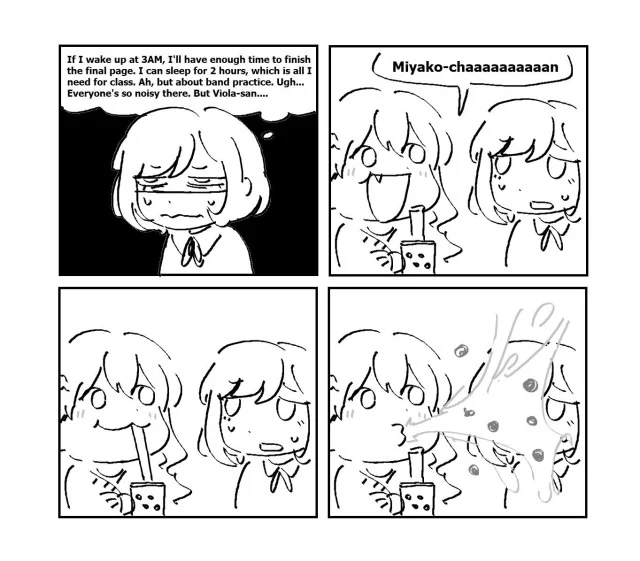 If I wake up at 3AM, I'll have enough time to finish
the final page. I can sleep for 2 hours, which is all I
need for class. Ah, but about band practice. Ugh...
Everyone's so noisy there. But Viola-san....
Miyako-chaaaaaaaaaaan